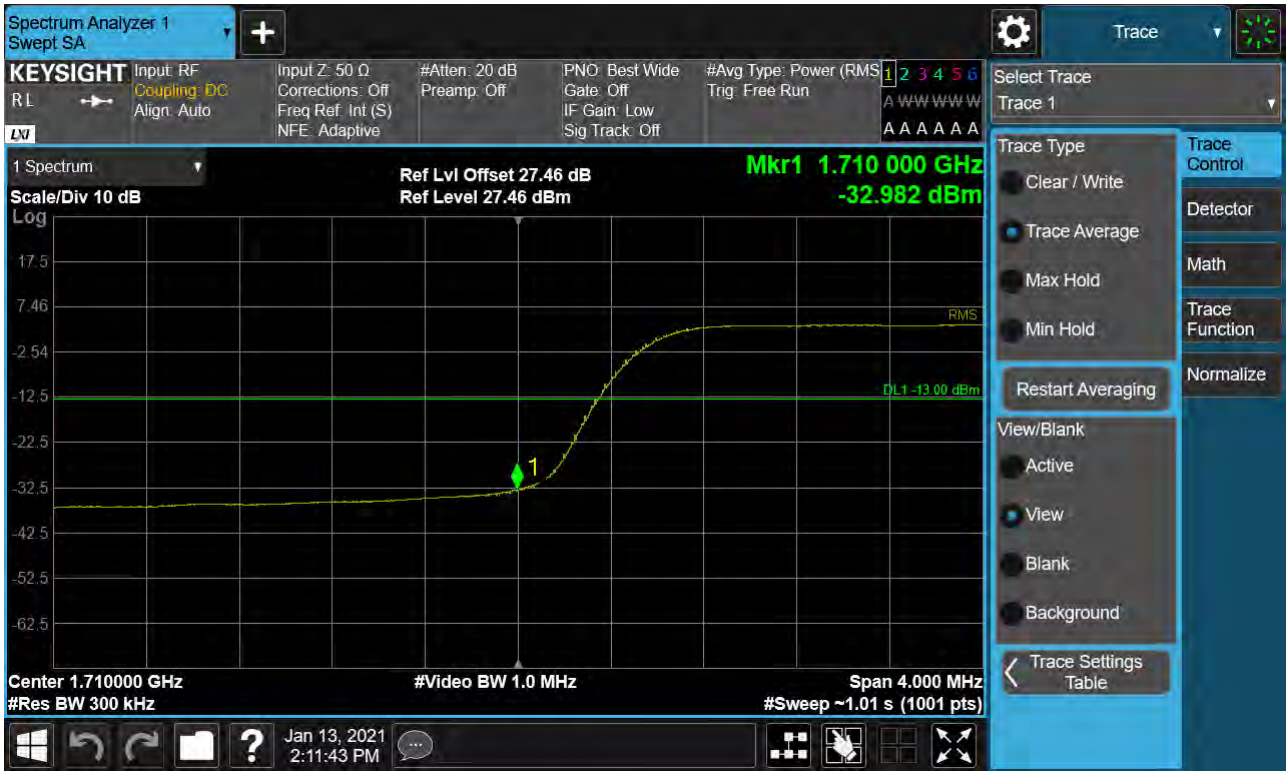 Spectrum Analyzer 1
Swept SA
Trace
KEYSIGHT
RL
LXI
Input: RF
Coupling: DC
Align: Auto
Input Z: 50 Ω
Corrections: Off
Freq Ref: Int (S)
NFE: Adaptive
#Atten: 20 dB
Preamp: Off
PNO: Best Wide
Gate: Off
IF Gain: Low
Sig Track: Off
#Avg Type: Power (RMS
Trig: Free Run
1 2 3 4 5 6
A W W W W W
A A A A A A
Select Trace
Trace 1
1 Spectrum
Scale/Div 10 dB
Ref Lvl Offset 27.46 dB
Ref Level 27.46 dBm
Mkr1 1.710 000 GHz
-32.982 dBm
Log
17.5
7.46
-2.54
-12.5
-22.5
-32.5
-42.5
-52.5
-62.5
RMS
DL1 -13.00 dBm
1
Center 1.710000 GHz
#Res BW 300 kHz
#Video BW 1.0 MHz
Span 4.000 MHz
#Sweep ~1.01 s (1001 pts)
Trace Type
Clear / Write
Trace Average
Max Hold
Min Hold
Restart Averaging
View/Blank
Active
View
Blank
Background
Trace Settings
Table
Trace
Control
Detector
Math
Trace
Function
Normalize
?
Jan 13, 2021
2:11:43 PM